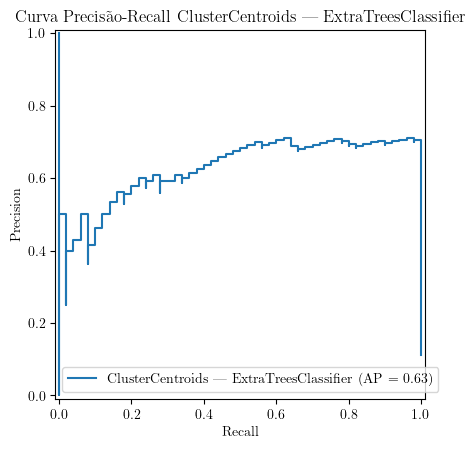 Curva Precisão-Recall ClusterCentroids — ExtraTreesClassifier
1.0
0.8
0.6
0.4
0.2
0.0
Precision
ClusterCentroids — ExtraTreesClassifier (AP = 0.63)
0.0 0.2 0.4 0.6 0.8 1.0
Recall